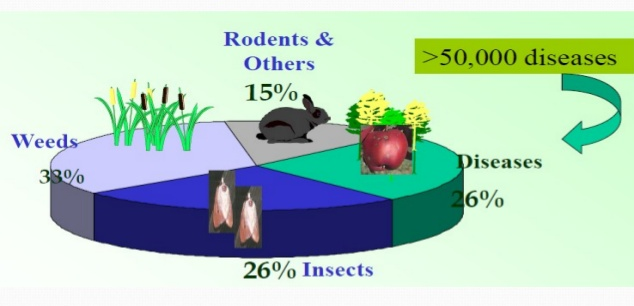 Rodents &
Others
15%
>50,000 diseases
Weeds
33%
Diseases
26%
26% Insects